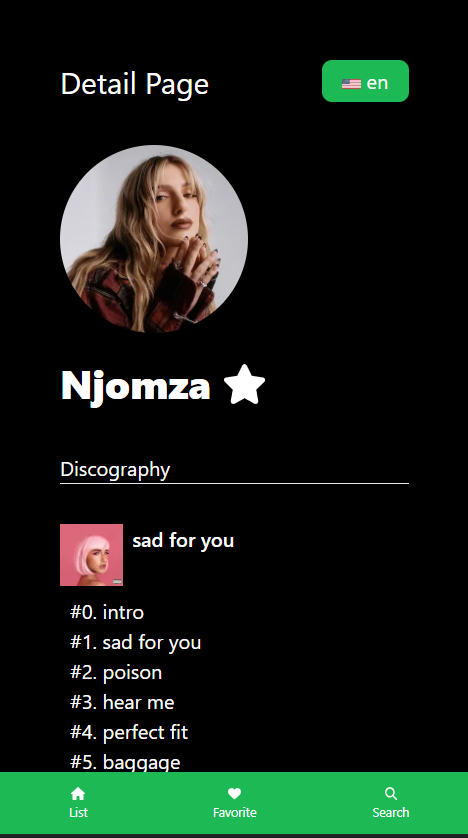 Detail Page
en
Njomza
Discography
sad for you
#0. intro
#1. sad for you
#2. poison
#3. hear me
#4. perfect fit
#5. baggage
List
Favorite
Search